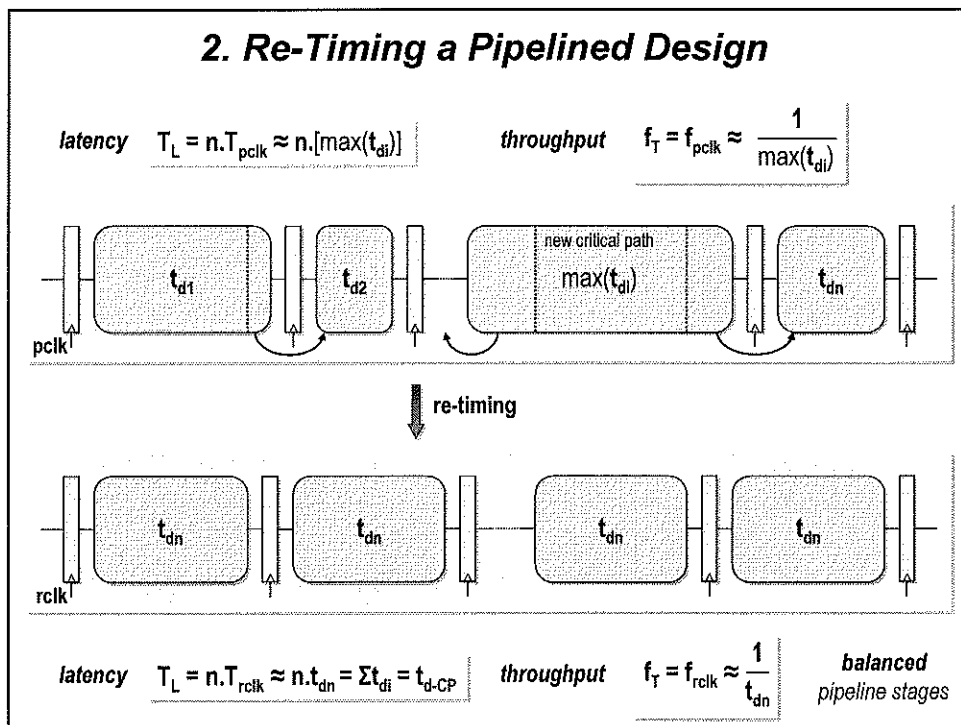 2. Re-Timing a Pipelined Design
latency T_L = n.T_pclk ≈ n.[max(t_di)] throughput f_T = f_pclk ≈ 1 / max(t_di)
new critical path
t_d1 t_d2 max(t_di) t_dn
pclk
re-timing
t_dn t_dn t_dn t_dn
rclk
latency T_L = n.T_rclk ≈ n.t_dn = Σt_di = t_d-CP throughput f_T = f_rclk ≈ 1 / t_dn balanced
pipeline stages